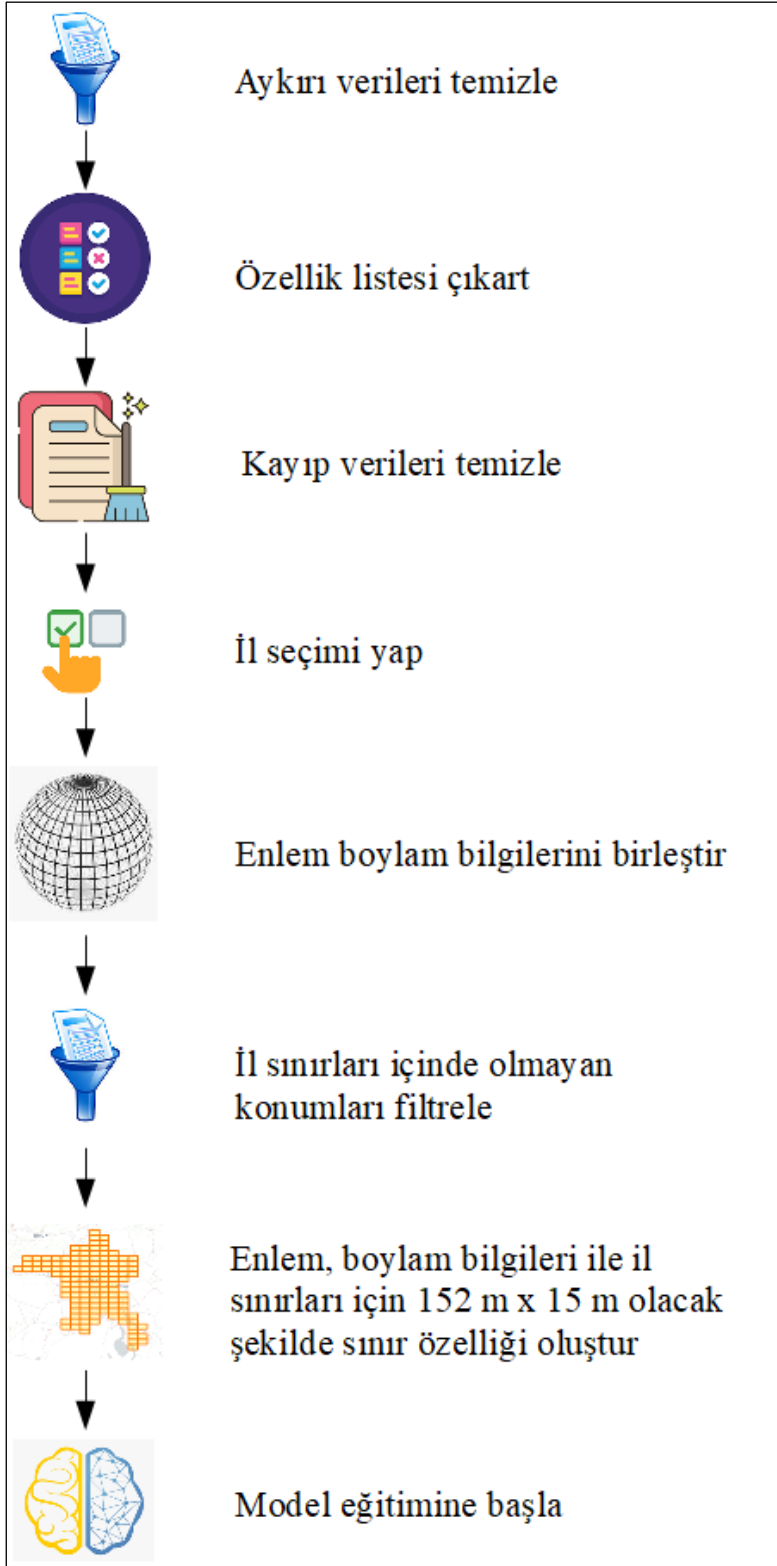 Aykırı verileri temizle
Özellik listesi çıkart
Kayıp verileri temizle
İl seçimi yap
Enlem boylam bilgilerini birleştir
İl sınırları içinde olmayan
konumları filtrele
Enlem, boylam bilgileri ile il
sınırları için 152 m x 15 m olacak
şekilde sınır özelliği oluştur
Model eğitimine başla